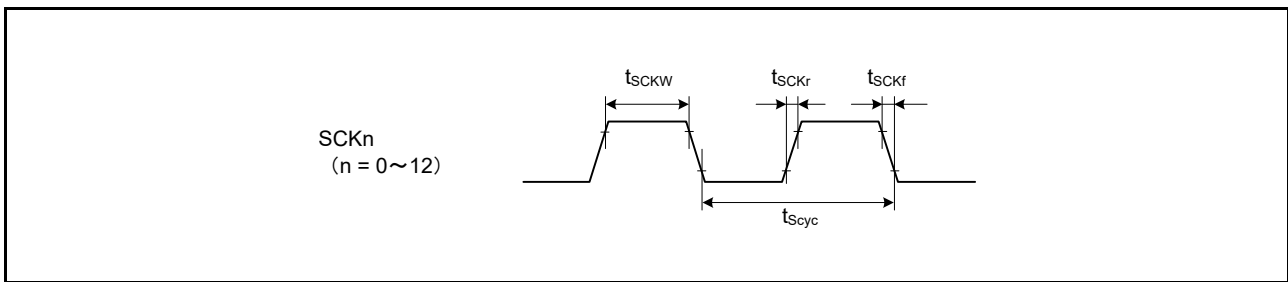 tSCKW
tSCKr
tSCKf
SCKn
（n = 0～12）
tScyc